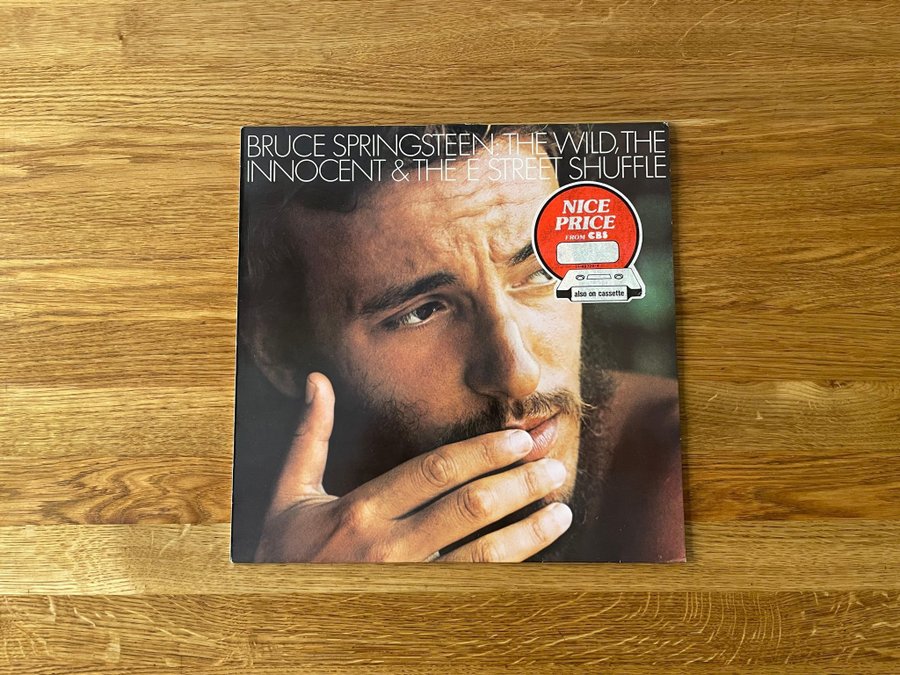 BRUCE SPRINGSTEEN: THE WILD, THE
INNOCENT & THE E STREET SHUFFLE
NICE
PRICE
FROM CBS
also on cassette